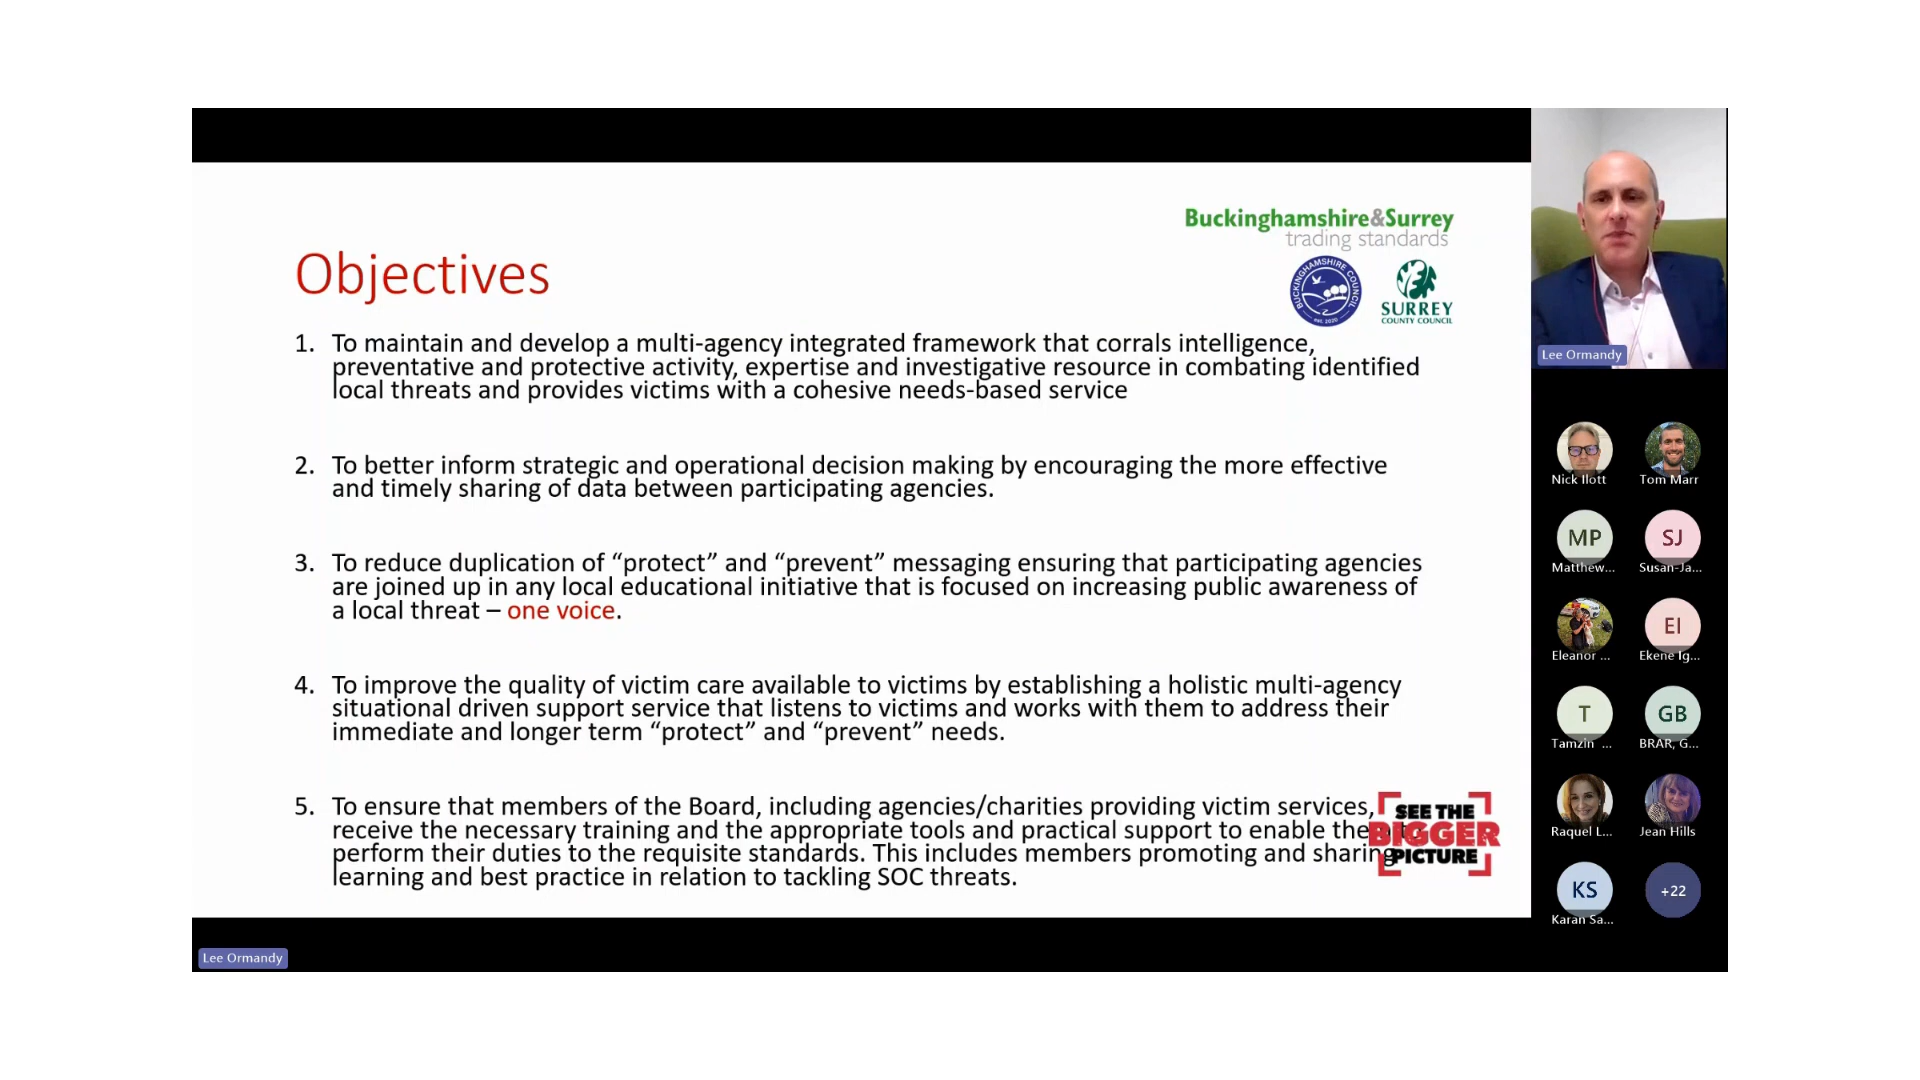 Buckinghamshire&Surrey
trading standards
BUCKINGHAMSHIRE COUNCIL
est. 2020
SURREY
COUNTY COUNCIL
Objectives
1. To maintain and develop a multi-agency integrated framework that corrals intelligence,
preventative and protective activity, expertise and investigative resource in combating identified
local threats and provides victims with a cohesive needs-based service
2. To better inform strategic and operational decision making by encouraging the more effective
and timely sharing of data between participating agencies.
3. To reduce duplication of “protect” and “prevent” messaging ensuring that participating agencies
are joined up in any local educational initiative that is focused on increasing public awareness of
a local threat – one voice.
4. To improve the quality of victim care available to victims by establishing a holistic multi-agency
situational driven support service that listens to victims and works with them to address their
immediate and longer term “protect” and “prevent” needs.
5. To ensure that members of the Board, including agencies/charities providing victim services,
receive the necessary training and the appropriate tools and practical support to enable
perform their duties to the requisite standards. This includes members promoting and sharing
learning and best practice in relation to tackling SOC threats.
SEE THE
BIGGER
PICTURE
Lee Ormandy
Lee Ormandy
Nick Ilott
Tom Marr
MP
SJ
Matthew...
Susan-Ja...
EI
Eleanor ...
Ekene Ig...
T
GB
Tamzin ...
BRAR, G...
Raquel L...
Jean Hills
KS
+22
Karan Sa...